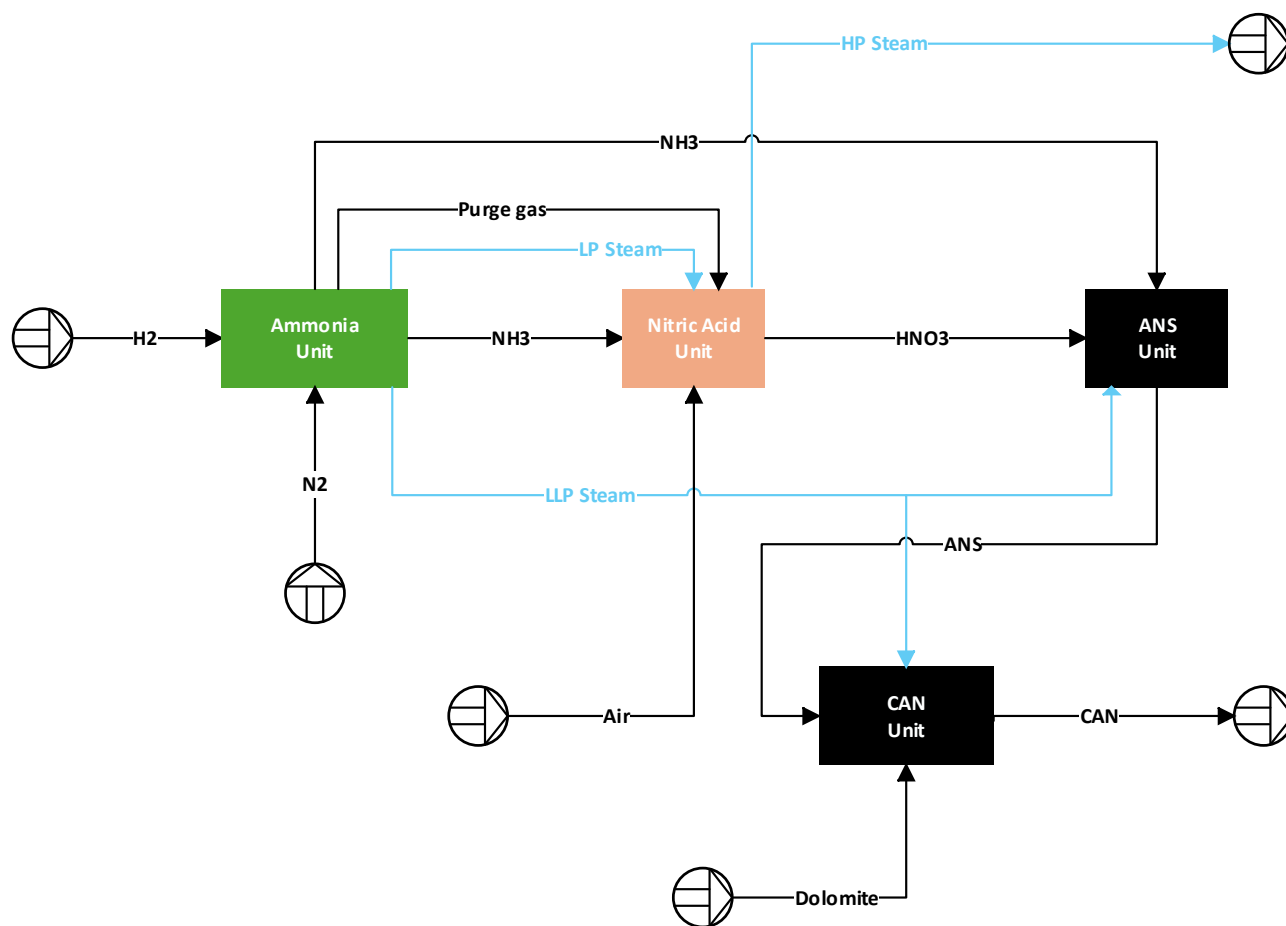 HP Steam
NH3
Purge gas
LP Steam
H2
Ammonia
Unit
NH3
Nitric Acid
Unit
HNO3
ANS
Unit
N2
LLP Steam
ANS
Air
CAN
Unit
CAN
Dolomite